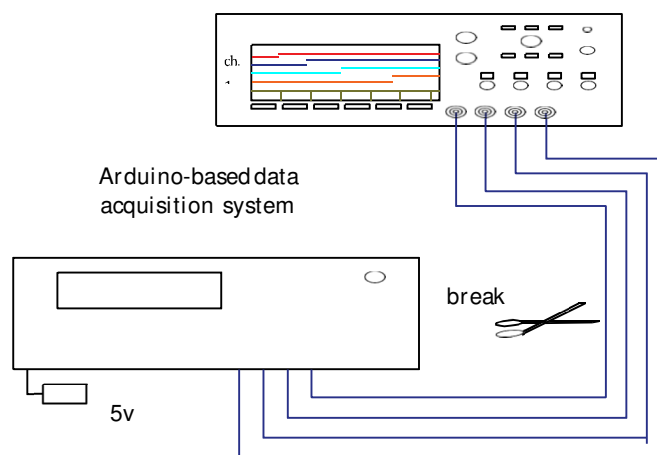 ch.
Arduino-based data
acquisition system
break
5v